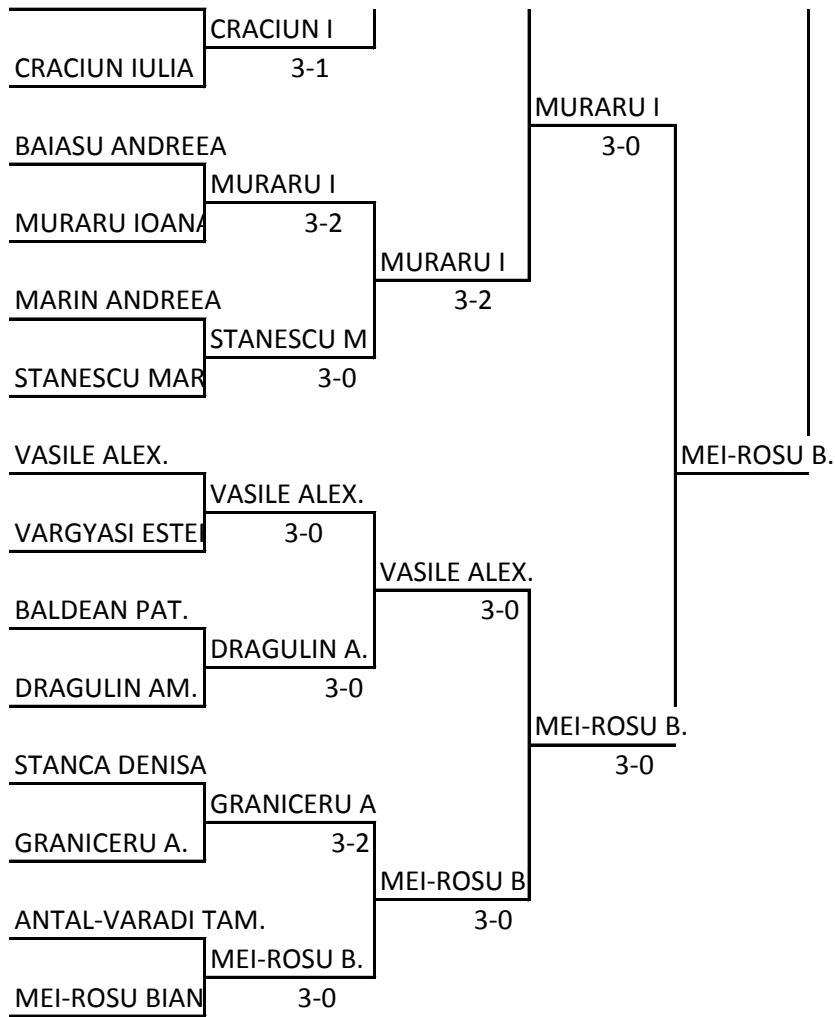 CRACIUN I
CRACIUN IULIA 3-1
MURARU I
BAIASU ANDREEA 3-0
MURARU I
MURARU IOANA 3-2
MURARU I
MARIN ANDREEA 3-2
STANESCU M
STANESCU MAR 3-0
VASILE ALEX. MEI-ROSU B.
VASILE ALEX.
VARGYASI ESTE 3-0
VASILE ALEX.
BALDEAN PAT. 3-0
DRAGULIN A.
DRAGULIN AM. 3-0
MEI-ROSU B.
STANCA DENISA 3-0
GRANICERU A
GRANICERU A. 3-2
MEI-ROSU B
ANTAL-VARADI TAM. 3-0
MEI-ROSU B.
MEI-ROSU BIAN 3-0